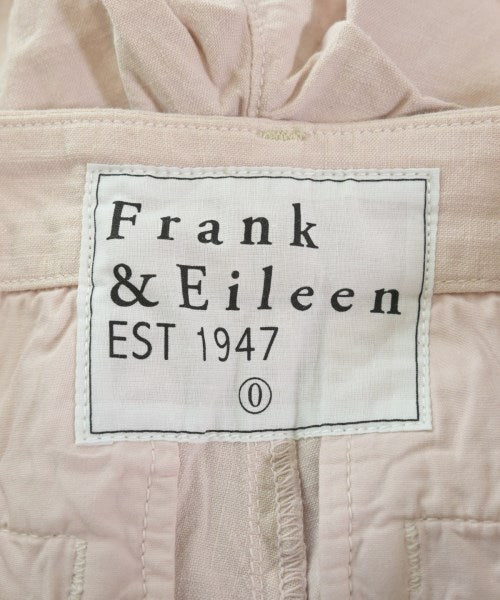 Frank
& Eileen
EST 1947
0